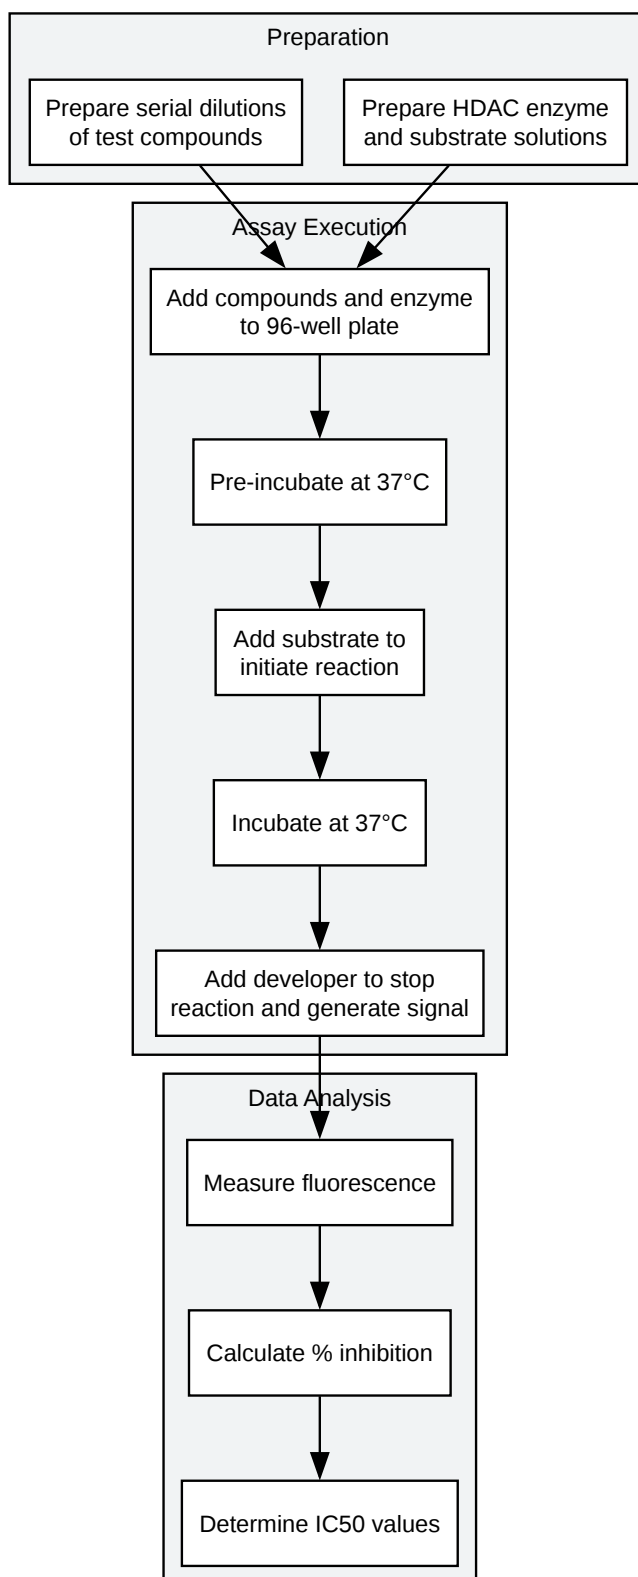 Preparation
Prepare serial dilutions
of test compounds
Prepare HDAC enzyme
and substrate solutions
Assay Execution
Add compounds and enzyme
to 96-well plate
Pre-incubate at 37°C
Add substrate to
initiate reaction
Incubate at 37°C
Add developer to stop
reaction and generate signal
Data Analysis
Measure fluorescence
Calculate % inhibition
Determine IC50 values